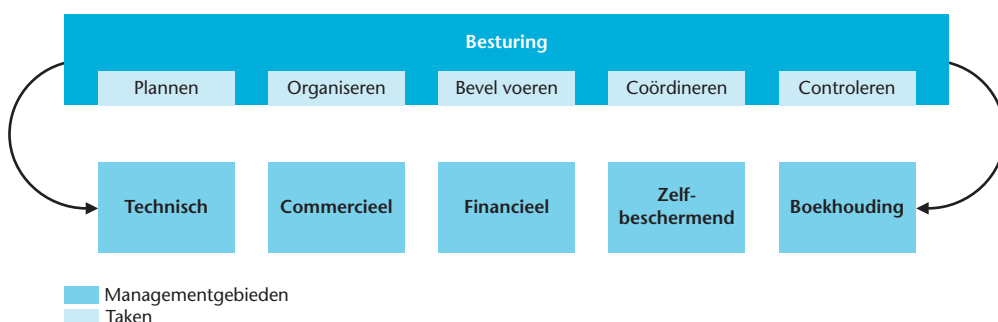 Besturing
Plannen
Organiseren
Bevel voeren
Coördineren
Controleren
Technisch
Commercieel
Financieel
Zelf-
beschermend
Boekhouding
Managementgebieden
Taken